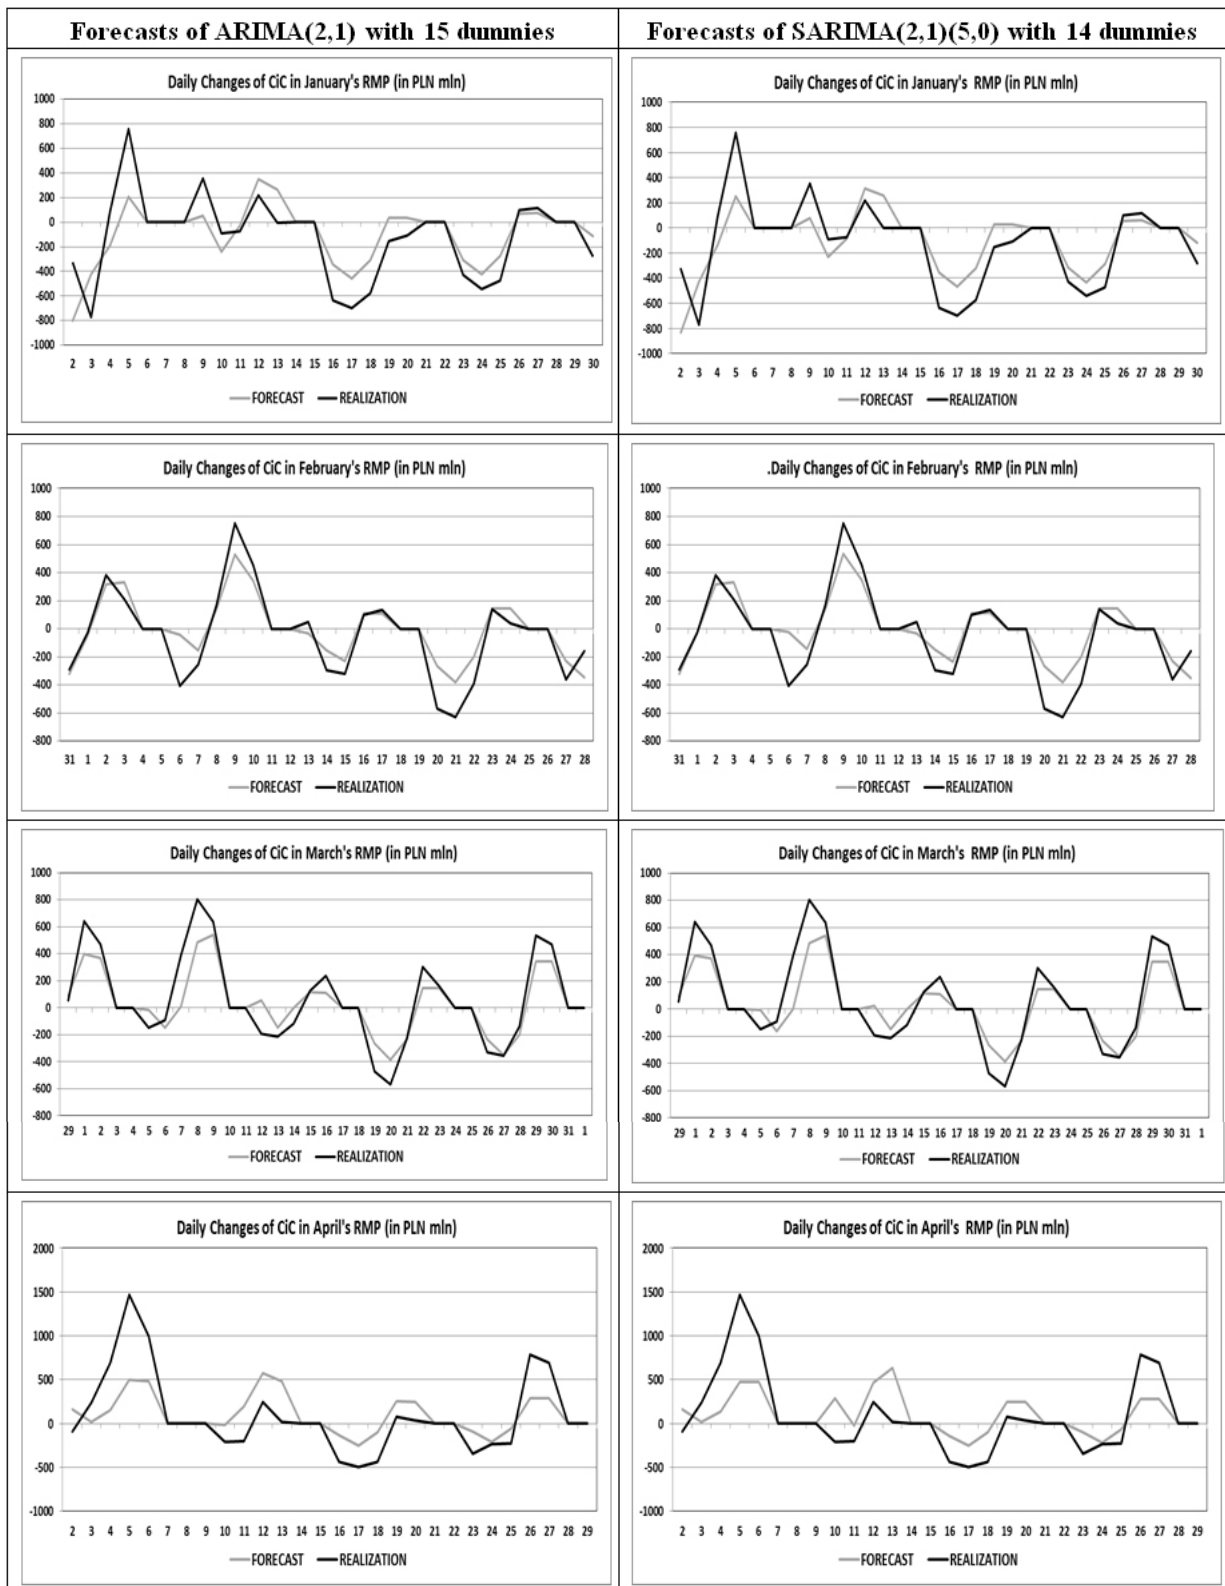 Forecasts of ARIMA(2,1) with 15 dummies
Forecasts of SARIMA(2,1)(5,0) with 14 dummies
Daily Changes of CiC in January's RMP (in PLN mln)
1000
800
600
400
200
0
-200
-400
-600
-800
-1000
2 3 4 5 6 7 8 9 10 11 12 13 14 15 16 17 18 19 20 21 22 23 24 25 26 27 28 29 30
FORECAST REALIZATION
Daily Changes of CiC in January's RMP (in PLN mln)
1000
800
600
400
200
0
-200
-400
-600
-800
-1000
2 3 4 5 6 7 8 9 10 11 12 13 14 15 16 17 18 19 20 21 22 23 24 25 26 27 28 29 30
FORECAST REALIZATION
Daily Changes of CiC in February's RMP (in PLN mln)
1000
800
600
400
200
0
-200
-400
-600
-800
31 1 2 3 4 5 6 7 8 9 10 11 12 13 14 15 16 17 18 19 20 21 22 23 24 25 26 27 28
FORECAST REALIZATION
.Daily Changes of CiC in February's RMP (in PLN mln)
1000
800
600
400
200
0
-200
-400
-600
-800
31 1 2 3 4 5 6 7 8 9 10 11 12 13 14 15 16 17 18 19 20 21 22 23 24 25 26 27 28
FORECAST REALIZATION
Daily Changes of CiC in March's RMP (in PLN mln)
1000
800
600
400
200
0
-200
-400
-600
-800
29 1 2 3 4 5 6 7 8 9 10 11 12 13 14 15 16 17 18 19 20 21 22 23 24 25 26 27 28 29 30 31 1
FORECAST REALIZATION
Daily Changes of CiC in March's RMP (in PLN mln)
1000
800
600
400
200
0
-200
-400
-600
-800
29 1 2 3 4 5 6 7 8 9 10 11 12 13 14 15 16 17 18 19 20 21 22 23 24 25 26 27 28 29 30 31 1
FORECAST REALIZATION
Daily Changes of CiC in April's RMP (in PLN mln)
2000
1500
1000
500
0
-500
-1000
2 3 4 5 6 7 8 9 10 11 12 13 14 15 16 17 18 19 20 21 22 23 24 25 26 27 28 29
FORECAST REALIZATION
Daily Changes of CiC in April's RMP (in PLN mln)
2000
1500
1000
500
0
-500
-1000
2 3 4 5 6 7 8 9 10 11 12 13 14 15 16 17 18 19 20 21 22 23 24 25 26 27 28 29
FORECAST REALIZATION